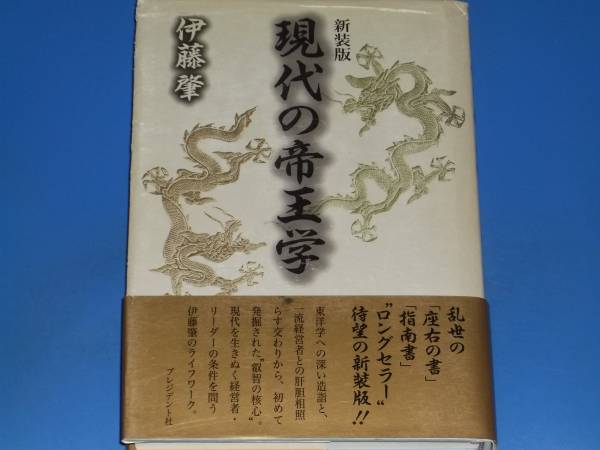 新装版
現代の帝王学
伊藤肇
乱世の
「座右の書」
「指南書」
"ロングセラー"
待望の新装版!!
東洋学への深い造詣と、
一流経営者との肝胆相照
らす交わりから、初めて
発掘された"叡智の核心"。
現代を生きぬく経営者・
リーダーの条件を問う
伊藤肇のライフワーク。
プレジデント社